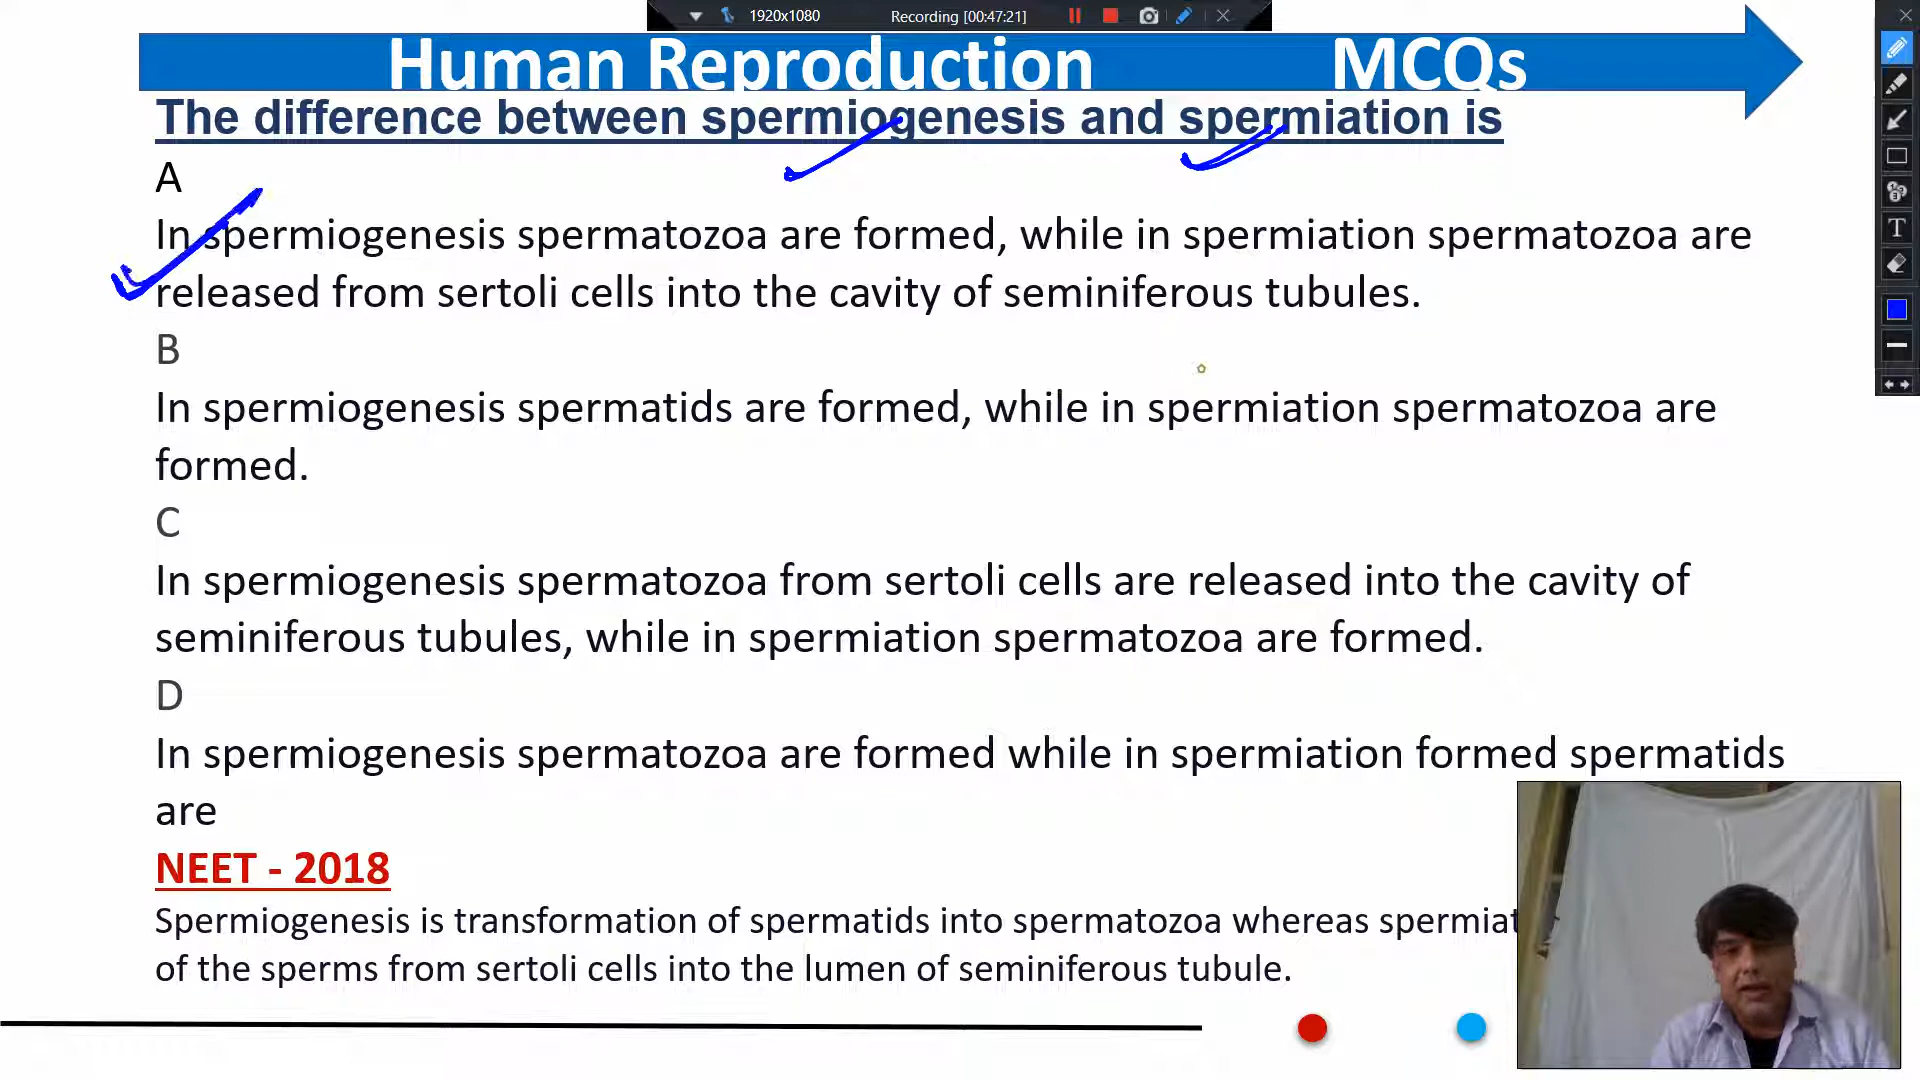 1920x1080 Recording [00:47:21]
Human Reproduction MCQs
The difference between spermiogenesis and spermiation is
A
In spermiogenesis spermatozoa are formed, while in spermiation spermatozoa are
released from sertoli cells into the cavity of seminiferous tubules.
B
In spermiogenesis spermatids are formed, while in spermiation spermatozoa are
formed.
C
In spermiogenesis spermatozoa from sertoli cells are released into the cavity of
seminiferous tubules, while in spermiation spermatozoa are formed.
D
In spermiogenesis spermatozoa are formed while in spermiation formed spermatids
are
NEET - 2018
Spermiogenesis is transformation of spermatids into spermatozoa whereas spermiat
of the sperms from sertoli cells into the lumen of seminiferous tubule.
T